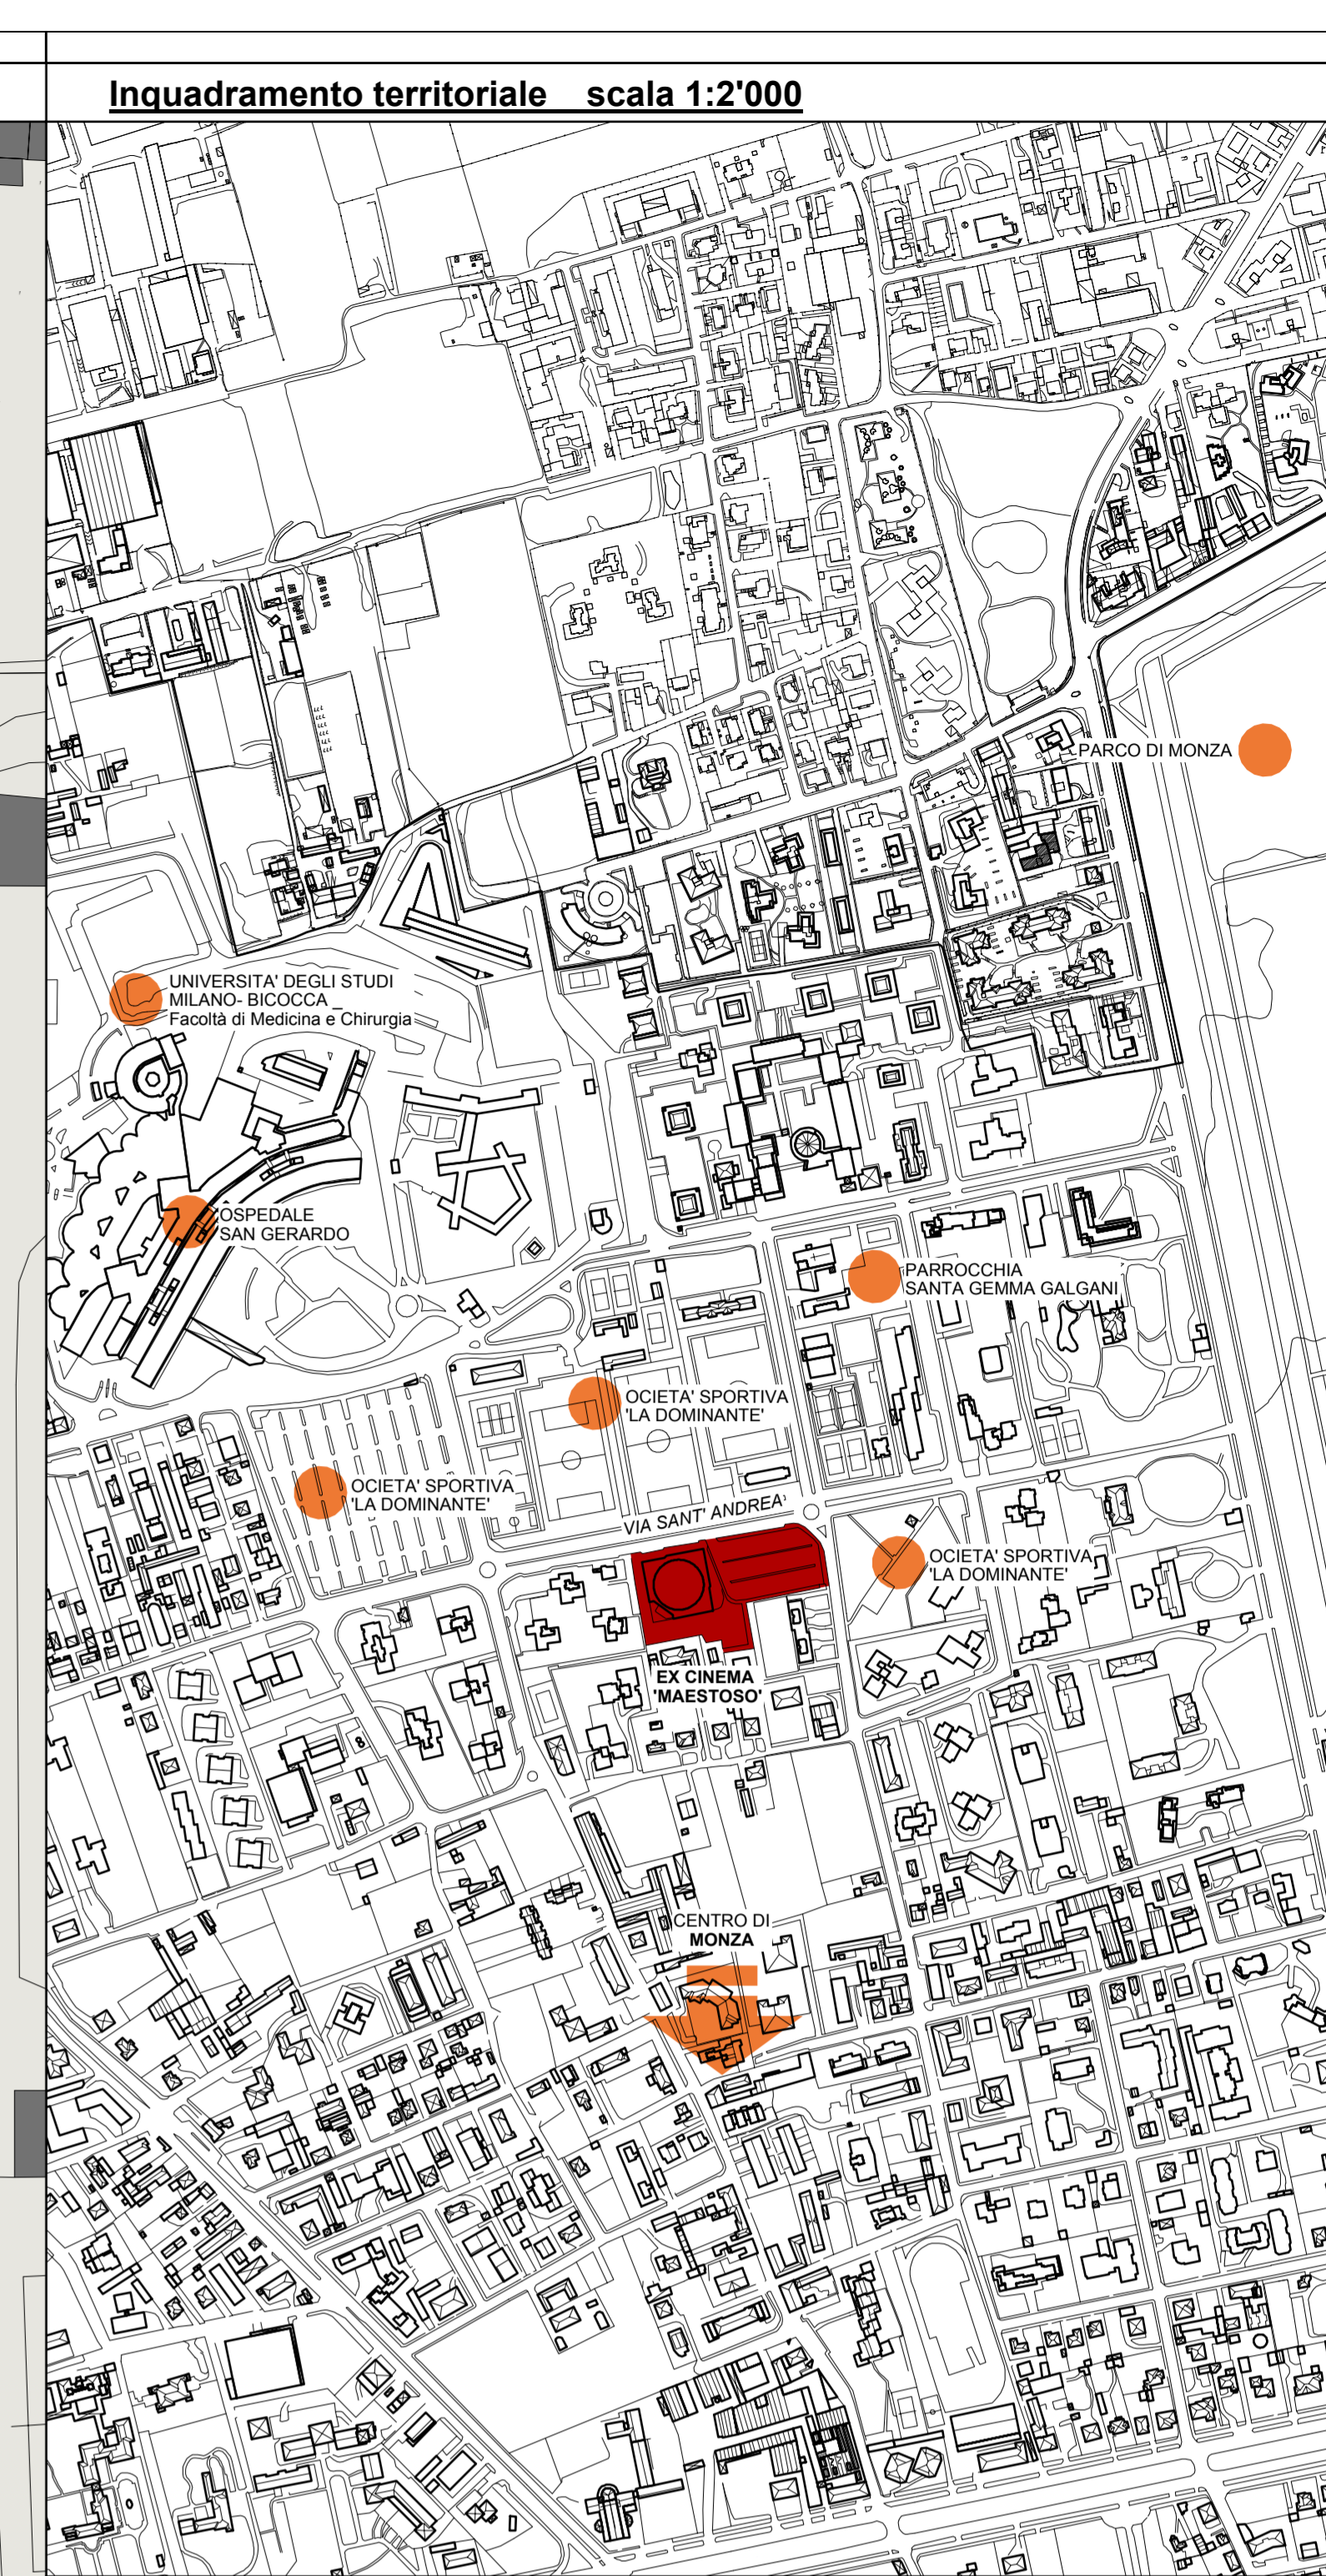 Inquadramento territoriale scala 1:2'000
PARCO DI MONZA
UNIVERSITA' DEGLI STUDI
MILANO- BICOCCA _
Facoltà di Medicina e Chirurgia
OSPEDALE
SAN GERARDO
PARROCCHIA
SANTA GEMMA GALGANI
OCIETA' SPORTIVA
'LA DOMINANTE'
OCIETA' SPORTIVA
'LA DOMINANTE'
VIA SANT' ANDREA
OCIETA' SPORTIVA
'LA DOMINANTE'
EX CINEMA
'MAESTOSO'
CENTRO DI
MONZA